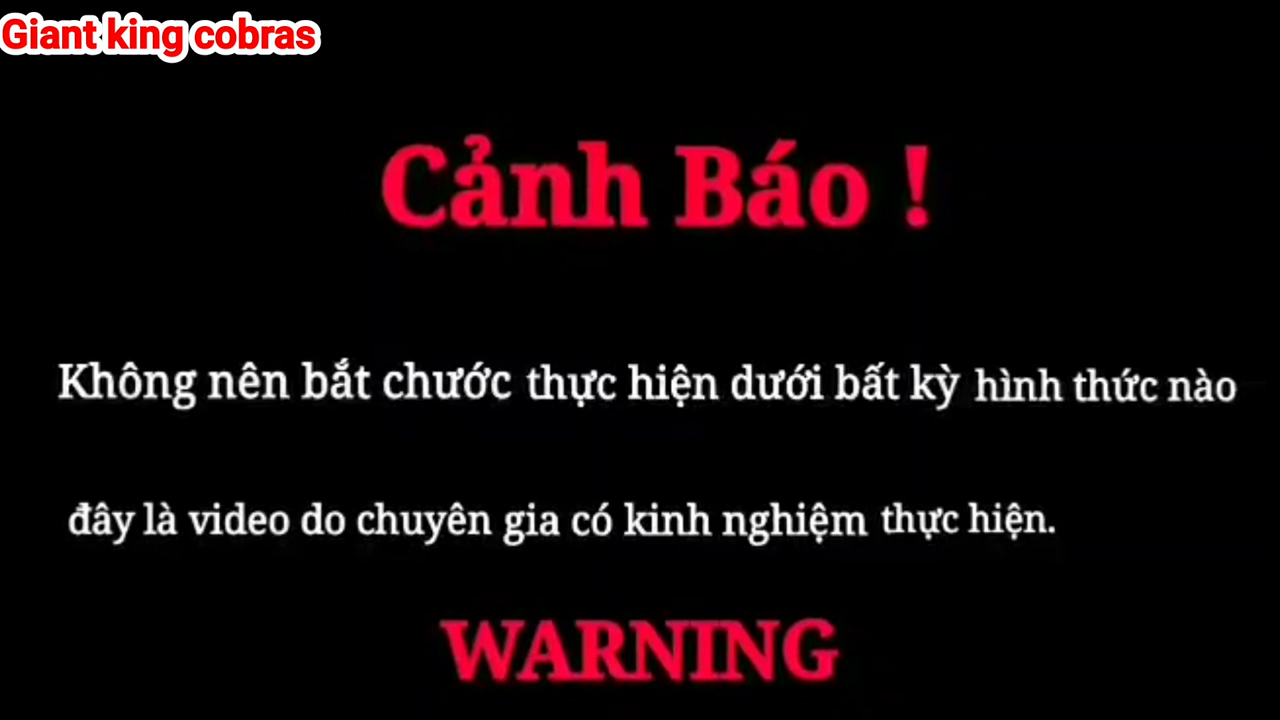 Giant king cobras
Cảnh Báo !
Không nên bắt chước thực hiện dưới bất kỳ hình thức nào
đây là video do chuyên gia có kinh nghiệm thực hiện.
WARNING